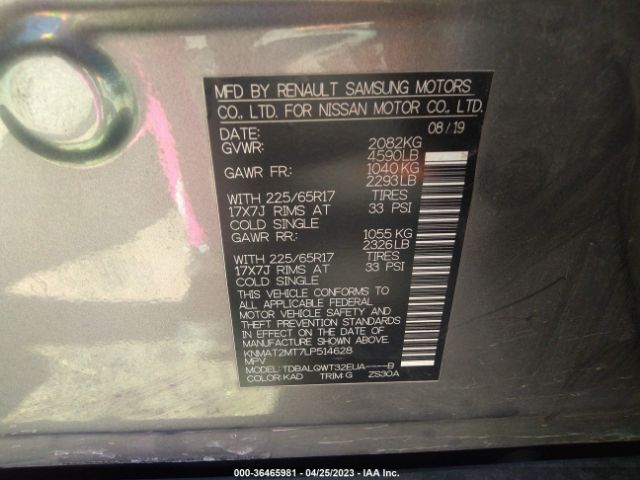 MFD BY RENAULT SAMSUNG MOTORS
CO., LTD. FOR NISSAN MOTOR CO., LTD.
DATE: 08/19
GVWR: 2082KG
4590LB
GAWR FR: 1040 KG
2293LB
WITH 225/65R17 TIRES
17X7J RIMS AT 33 PSI
COLD SINGLE
GAWR RR: 1055 KG
2326LB
WITH 225/65R17 TIRES
17X7J RIMS AT 33 PSI
COLD SINGLE
THIS VEHICLE CONFORMS TO
ALL APPLICABLE FEDERAL
MOTOR VEHICLE SAFETY AND
THEFT PREVENTION STANDARDS
IN EFFECT ON THE DATE OF
MANUFACTURE SHOWN ABOVE.
KNMAT2MT7LP514628
MPV
MODEL: TDBALQWT32EUA----D
COLOR: KAD TRIM: G ZS30A
000-36465981 - 04/25/2023 - IAA Inc.